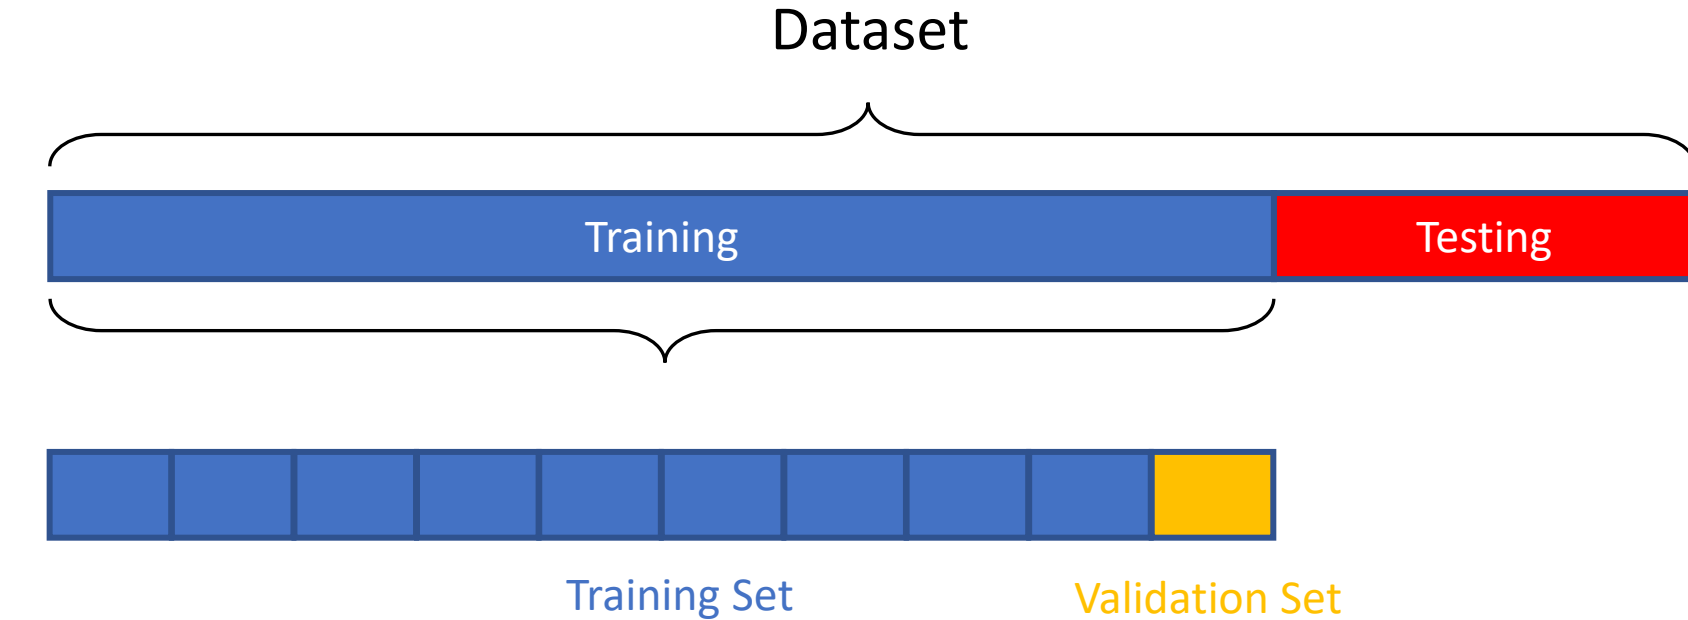 Dataset
Training
Testing
Training Set
Validation Set